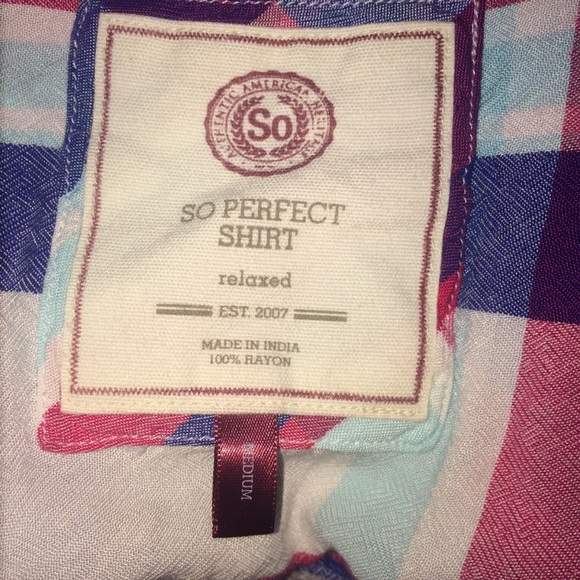 AUTHENTIC AMERICAN HERITAGE
So
SO PERFECT
SHIRT
relaxed
EST. 2007
MADE IN INDIA
100% RAYON
MEDIUM